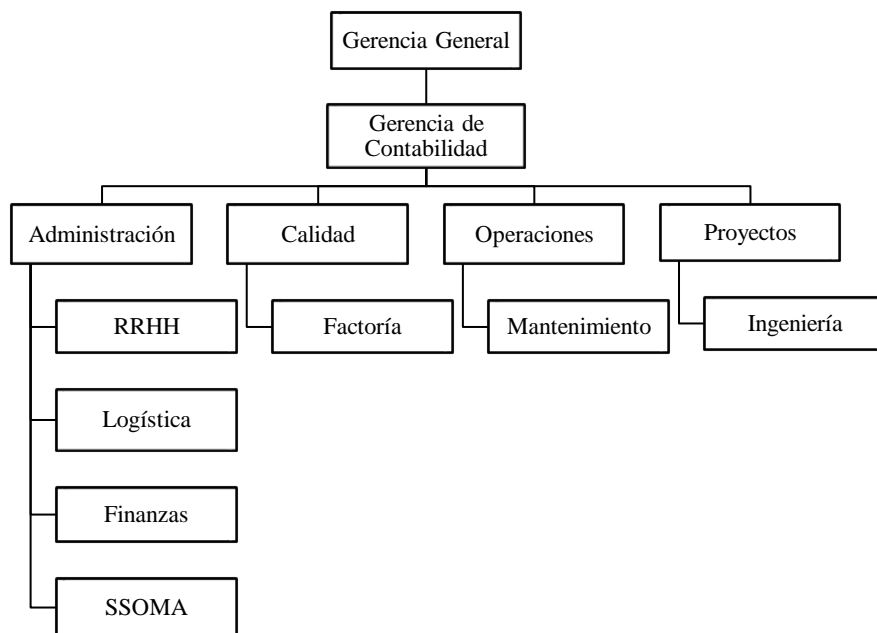 Gerencia General
Gerencia de
Contabilidad
Administración
Calidad
Operaciones
Proyectos
RRHH
Factoría
Mantenimiento
Ingeniería
Logística
Finanzas
SSOMA